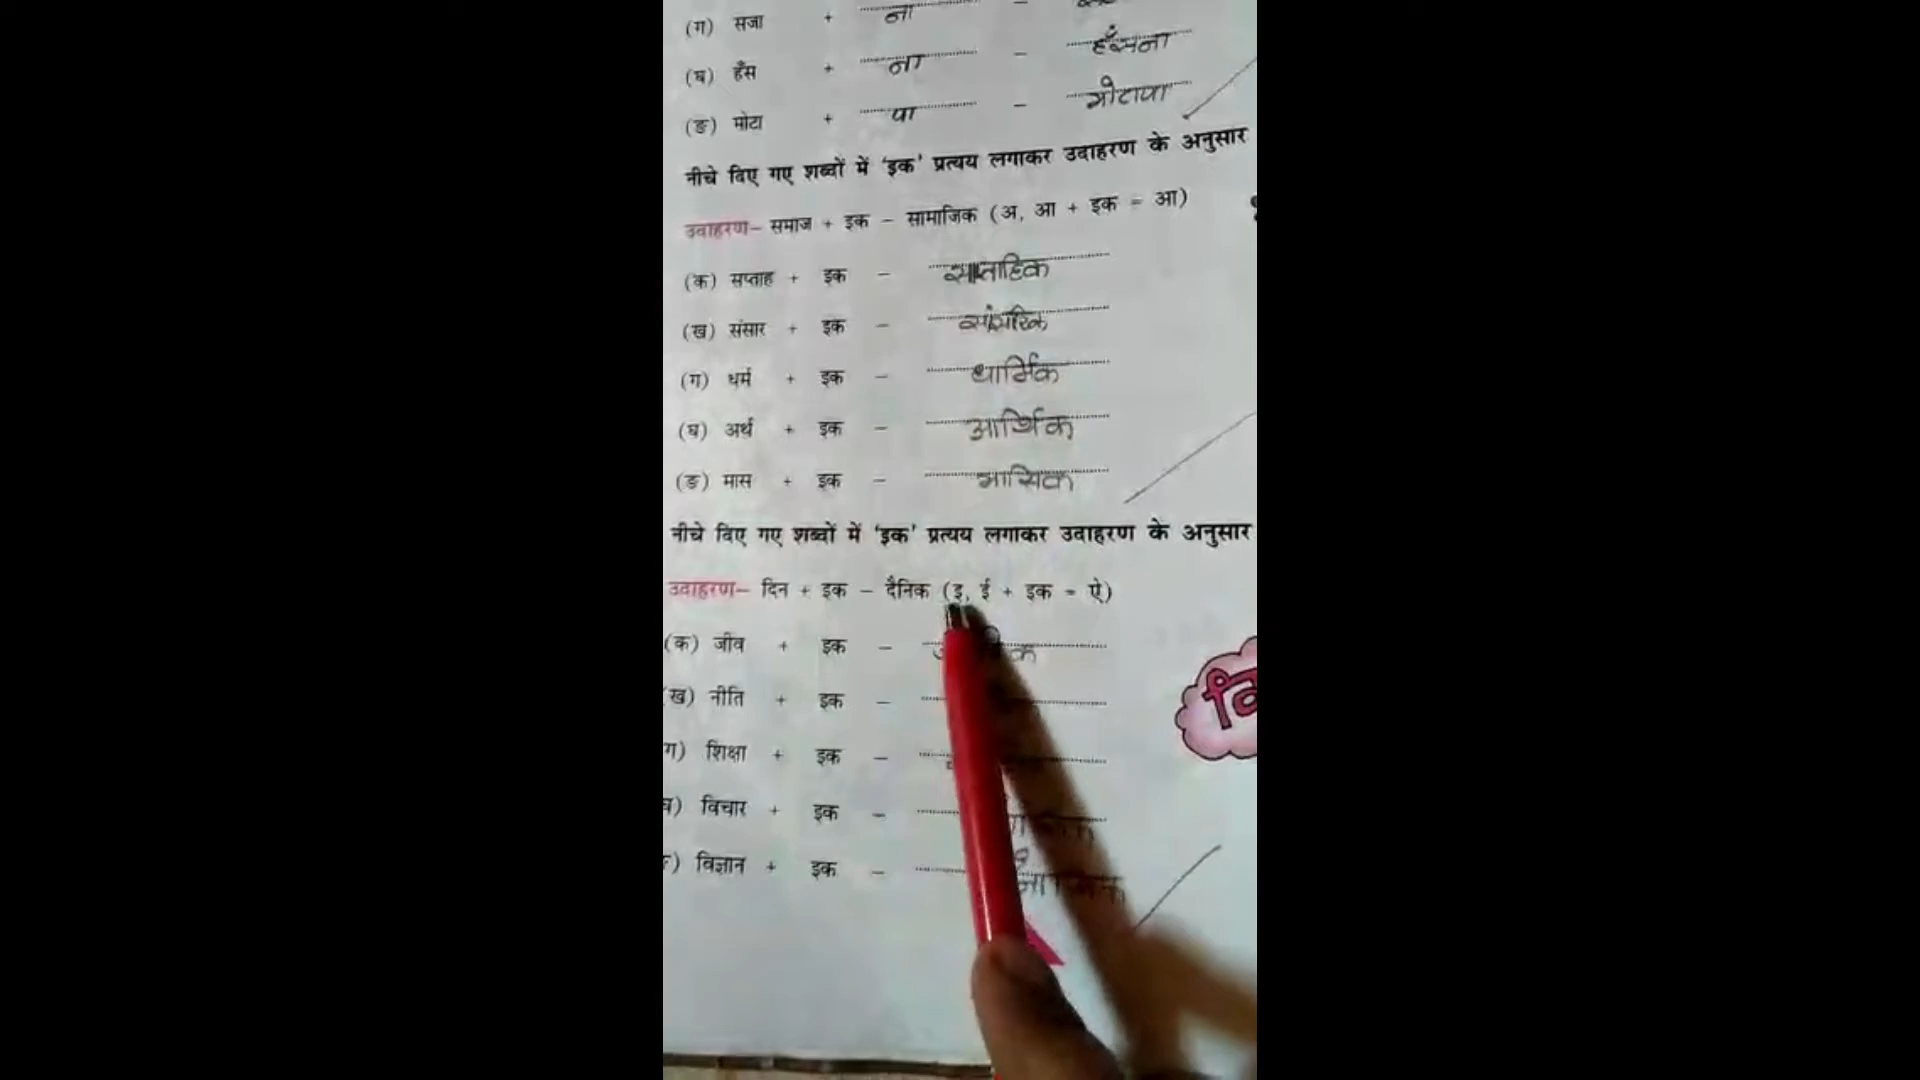 (ग) सजा + ना -
(घ) हँस + ना - हँसना
(ङ) मोटा + पा - मोटापा
नीचे दिए गए शब्दों में 'इक' प्रत्यय लगाकर उदाहरण के अनुसार
उदाहरण– समाज + इक – सामाजिक (अ, आ + इक = आ)
(क) सप्ताह + इक – साप्ताहिक
(ख) संसार + इक – सांसरिक
(ग) धर्म + इक – धार्मिक
(घ) अर्थ + इक – आर्थिक
(ङ) मास + इक – मासिक
नीचे दिए गए शब्दों में 'इक' प्रत्यय लगाकर उदाहरण के अनुसार
उदाहरण– दिन + इक – दैनिक (इ, ई + इक = ऐ)
(क) जीव + इक –
ख) नीति + इक –
ग) शिक्षा + इक –
घ) विचार + इक –
) विज्ञान + इक –
वि